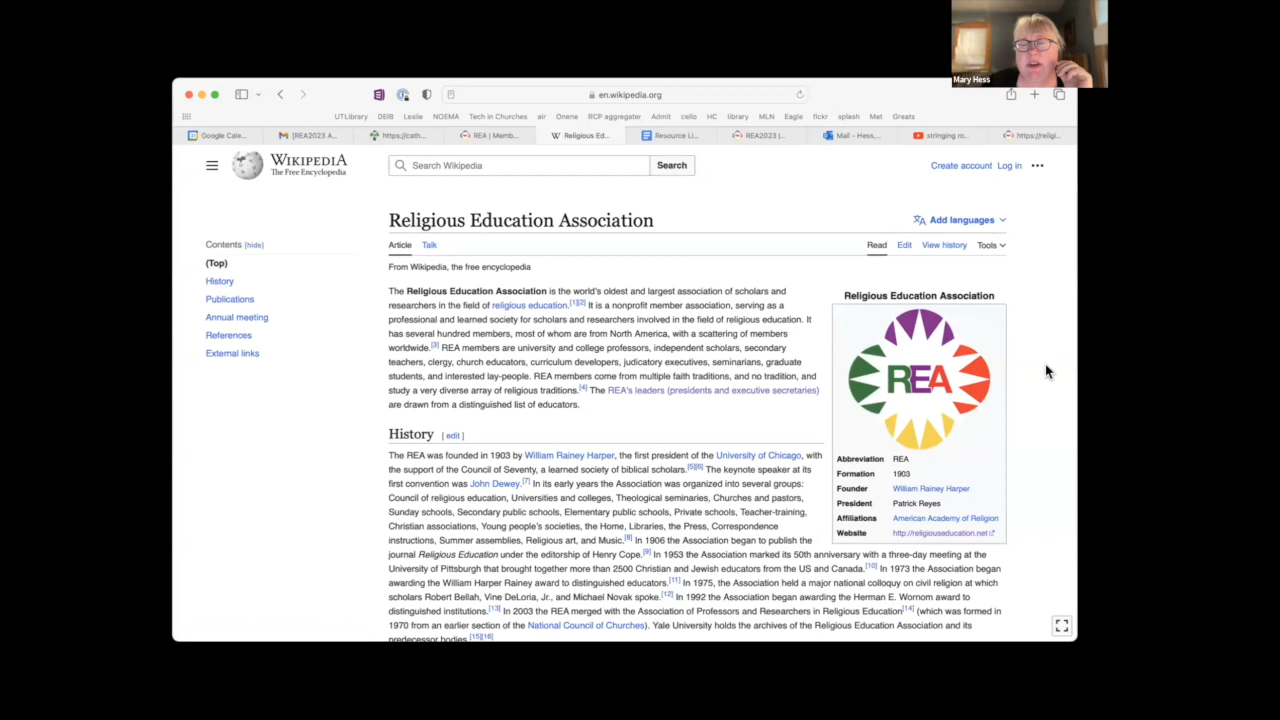 Mary Hess
en.wikipedia.org
UTLibrary DEIB Leslie NOEMA Tech in Churches air Onene RCP aggregater Admit cello HC library MLN Eagle flckr splash Met Greats
Google Cale... [REA2023 A... https://cath... REA | Memb... Religious Ed... Resource Li... REA2023 |... Mail - Hess,... stringing ro... https://religi...
WIKIPEDIA
The Free Encyclopedia
Search Wikipedia
Search
Create account Log in
Religious Education Association
Add languages
Contents [hide]
(Top)
History
Publications
Annual meeting
References
External links
Article Talk
Read Edit View history Tools
From Wikipedia, the free encyclopedia
The Religious Education Association is the world's oldest and largest association of scholars and
researchers in the field of religious education.[1][2] It is a nonprofit member association, serving as a
professional and learned society for scholars and researchers involved in the field of religious education. It
has several hundred members, most of whom are from North America, with a scattering of members
worldwide.[3] REA members are university and college professors, independent scholars, secondary
teachers, clergy, church educators, curriculum developers, judicatory executives, seminarians, graduate
students, and interested lay-people. REA members come from multiple faith traditions, and no tradition, and
study a very diverse array of religious traditions.[4] The REA's leaders (presidents and executive secretaries)
are drawn from a distinguished list of educators.
Religious Education Association
REA
Abbreviation REA
Formation 1903
Founder William Rainey Harper
President Patrick Reyes
Affiliations American Academy of Religion
Website http://religiouseducation.net
History [ edit ]
The REA was founded in 1903 by William Rainey Harper, the first president of the University of Chicago, with
the support of the Council of Seventy, a learned society of biblical scholars.[5][6] The keynote speaker at its
first convention was John Dewey.[7] In its early years the Association was organized into several groups:
Council of religious education, Universities and colleges, Theological seminaries, Churches and pastors,
Sunday schools, Secondary public schools, Elementary public schools, Private schools, Teacher-training,
Christian associations, Young people's societies, the Home, Libraries, the Press, Correspondence
instructions, Summer assemblies, Religious art, and Music.[8] In 1906 the Association began to publish the
journal Religious Education under the editorship of Henry Cope.[9] In 1953 the Association marked its 50th anniversary with a three-day meeting at the
University of Pittsburgh that brought together more than 2500 Christian and Jewish educators from the US and Canada.[10] In 1973 the Association began
awarding the William Harper Rainey award to distinguished educators.[11] In 1975, the Association held a major national colloquy on civil religion at which
scholars Robert Bellah, Vine DeLoria, Jr., and Michael Novak spoke.[12] In 1992 the Association began awarding the Herman E. Wornom award to
distinguished institutions.[13] In 2003 the REA merged with the Association of Professors and Researchers in Religious Education[14] (which was formed in
1970 from an earlier section of the National Council of Churches). Yale University holds the archives of the Religious Education Association and its
predecessor bodies.[15][16]